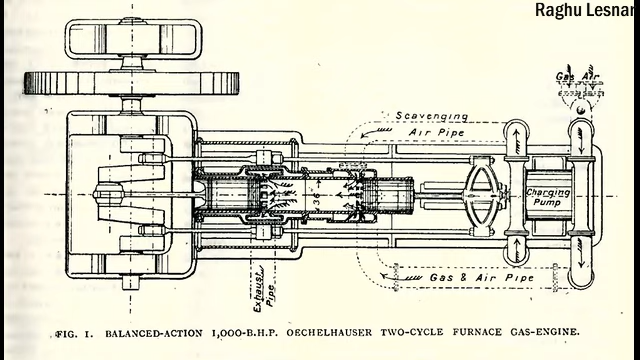 Raghu Lesnar
Gas Air
Scavenging
Air Pipe
36
Charging
Pump
Gas & Air Pipe
Exhaust
Pipe
FIG. I. BALANCED-ACTION 1,000-B.H.P. OECHELHAUSER TWO-CYCLE FURNACE GAS-ENGINE.